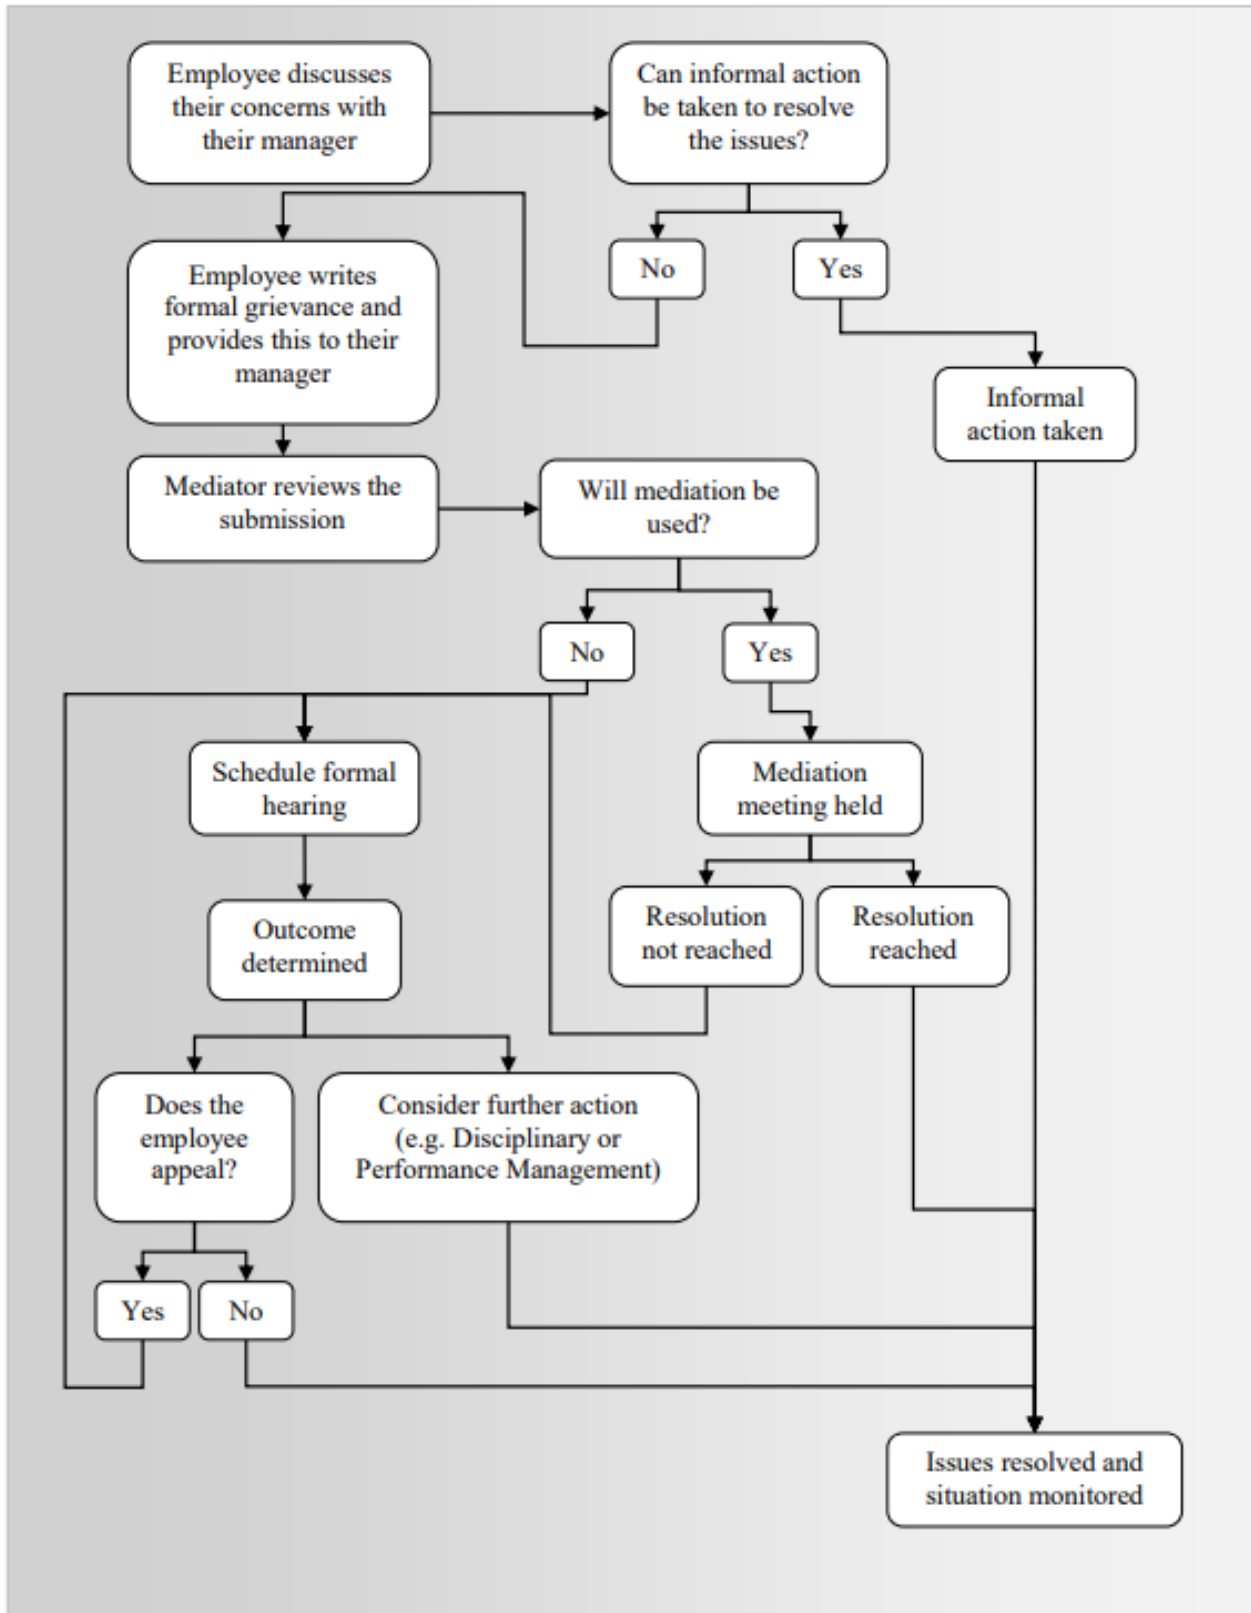 Employee discusses
their concerns with
their manager
Can informal action
be taken to resolve
the issues?
No
Yes
Employee writes
formal grievance and
provides this to their
manager
Informal
action taken
Mediator reviews the
submission
Will mediation be
used?
No
Yes
Schedule formal
hearing
Mediation
meeting held
Outcome
determined
Resolution
not reached
Resolution
reached
Does the
employee
appeal?
Consider further action
(e.g. Disciplinary or
Performance Management)
Yes
No
Issues resolved and
situation monitored